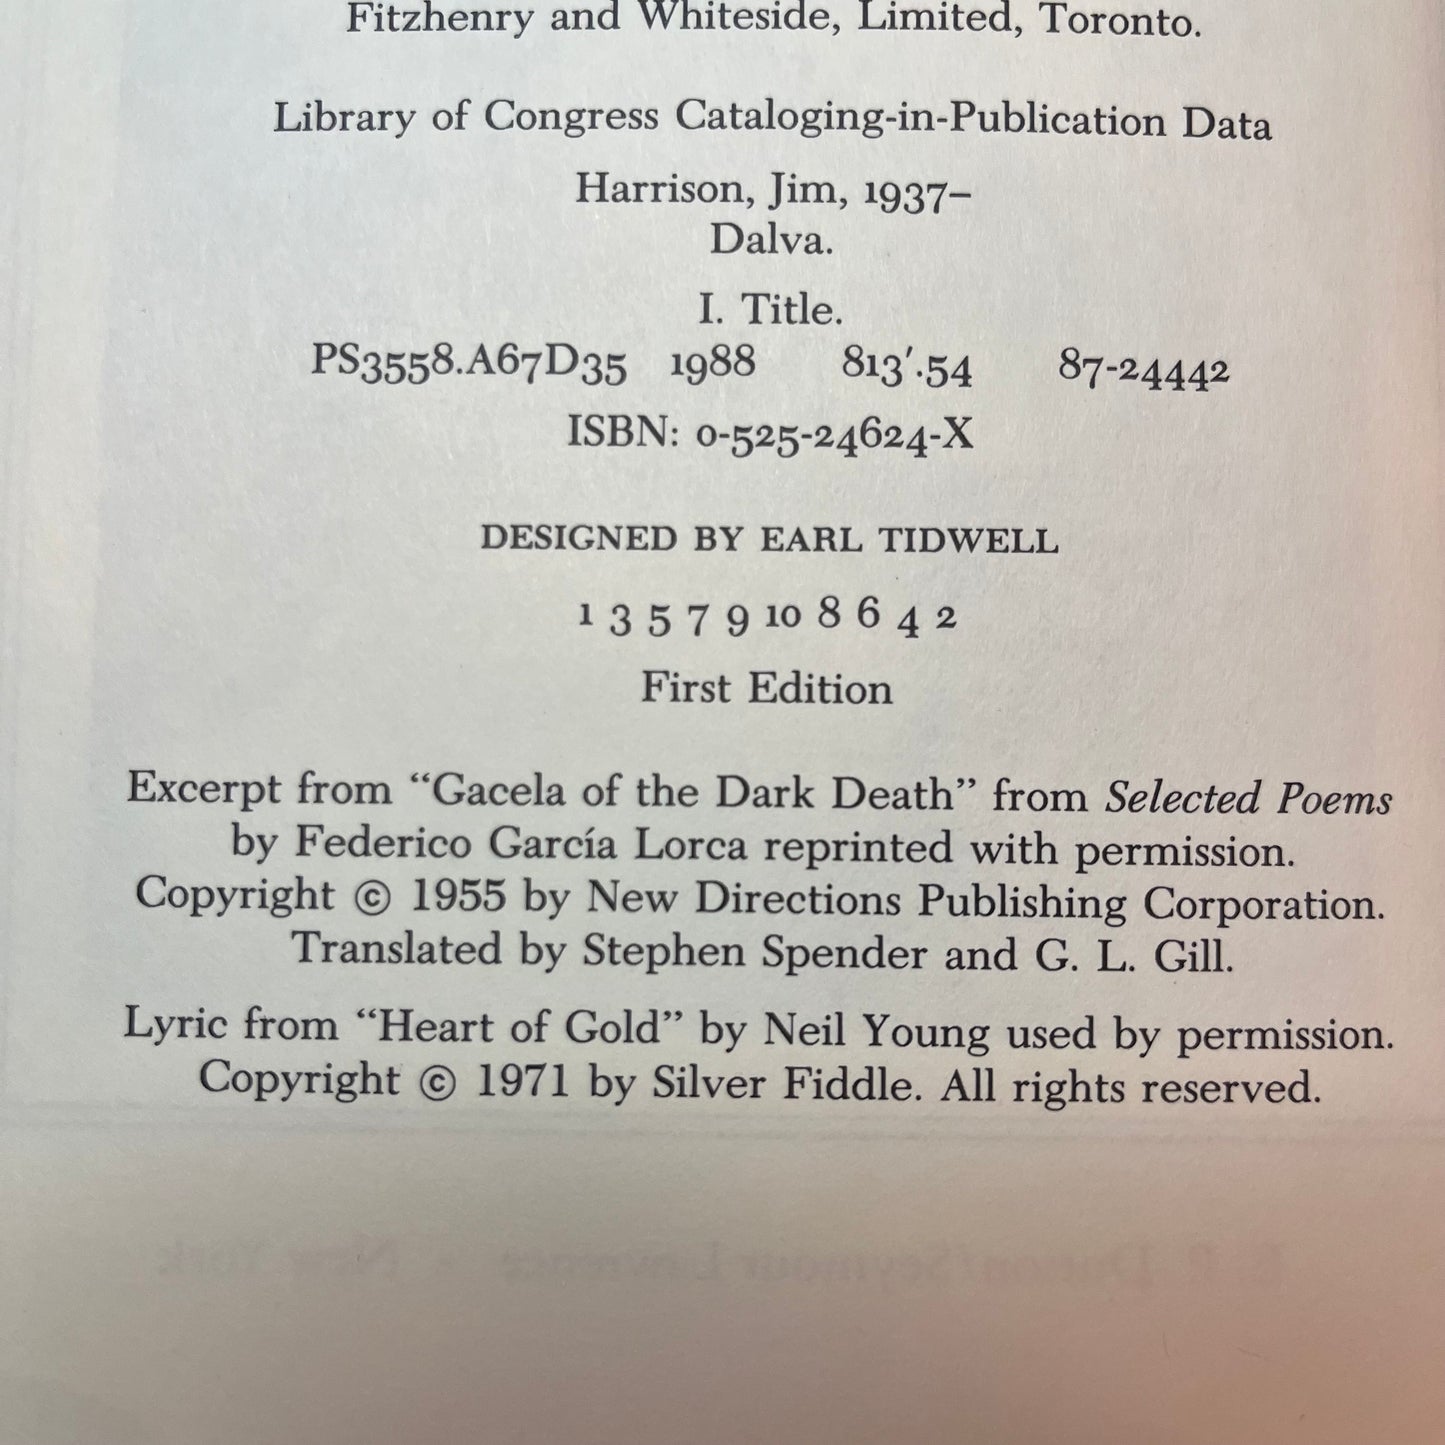 Fitzhenry and Whiteside, Limited, Toronto.
Library of Congress Cataloging-in-Publication Data
Harrison, Jim, 1937–
Dalva.
I. Title.
PS3558.A67D35 1988 813′.54 87-24442
ISBN: 0-525-24624-X
DESIGNED BY EARL TIDWELL
1 3 5 7 9 10 8 6 4 2
First Edition
Excerpt from “Gacela of the Dark Death” from Selected Poems
by Federico García Lorca reprinted with permission.
Copyright © 1955 by New Directions Publishing Corporation.
Translated by Stephen Spender and G. L. Gill.
Lyric from “Heart of Gold” by Neil Young used by permission.
Copyright © 1971 by Silver Fiddle. All rights reserved.